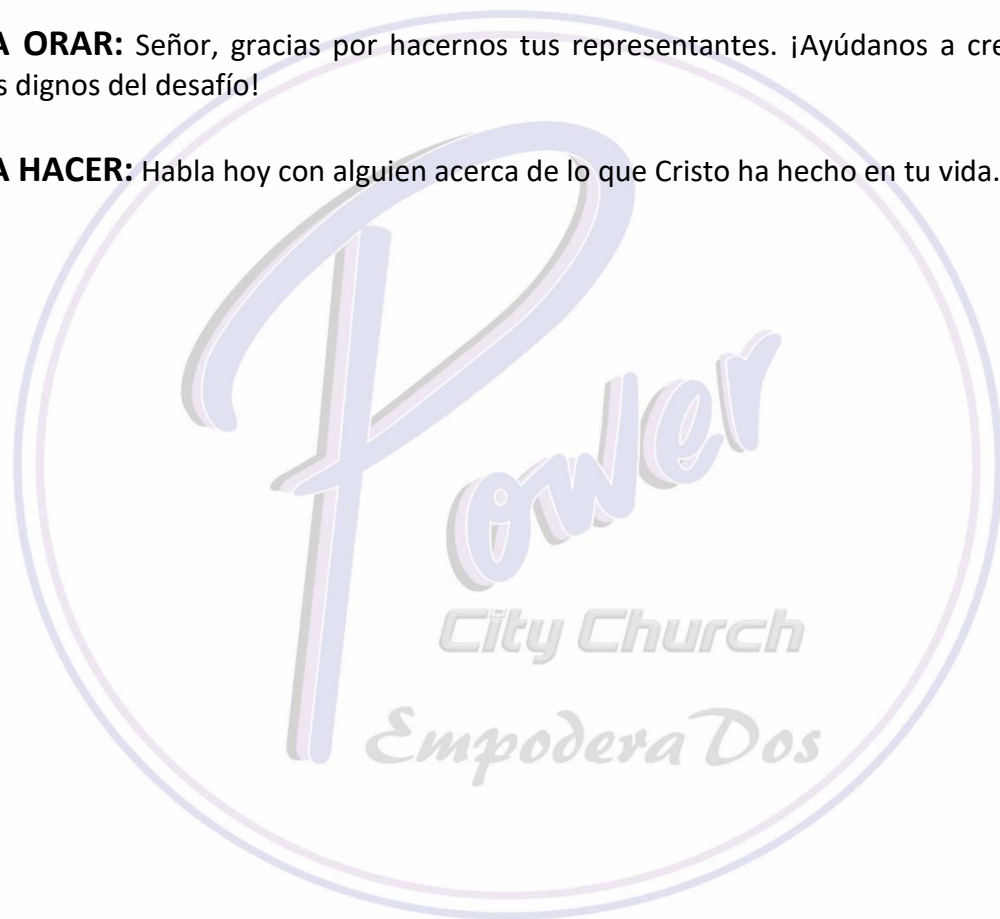 A ORAR: Señor, gracias por hacernos tus representantes. ¡Ayúdanos a cre
s dignos del desafío!
A HACER: Habla hoy con alguien acerca de lo que Cristo ha hecho en tu vida.
Power
City Church
EmpoderaDos